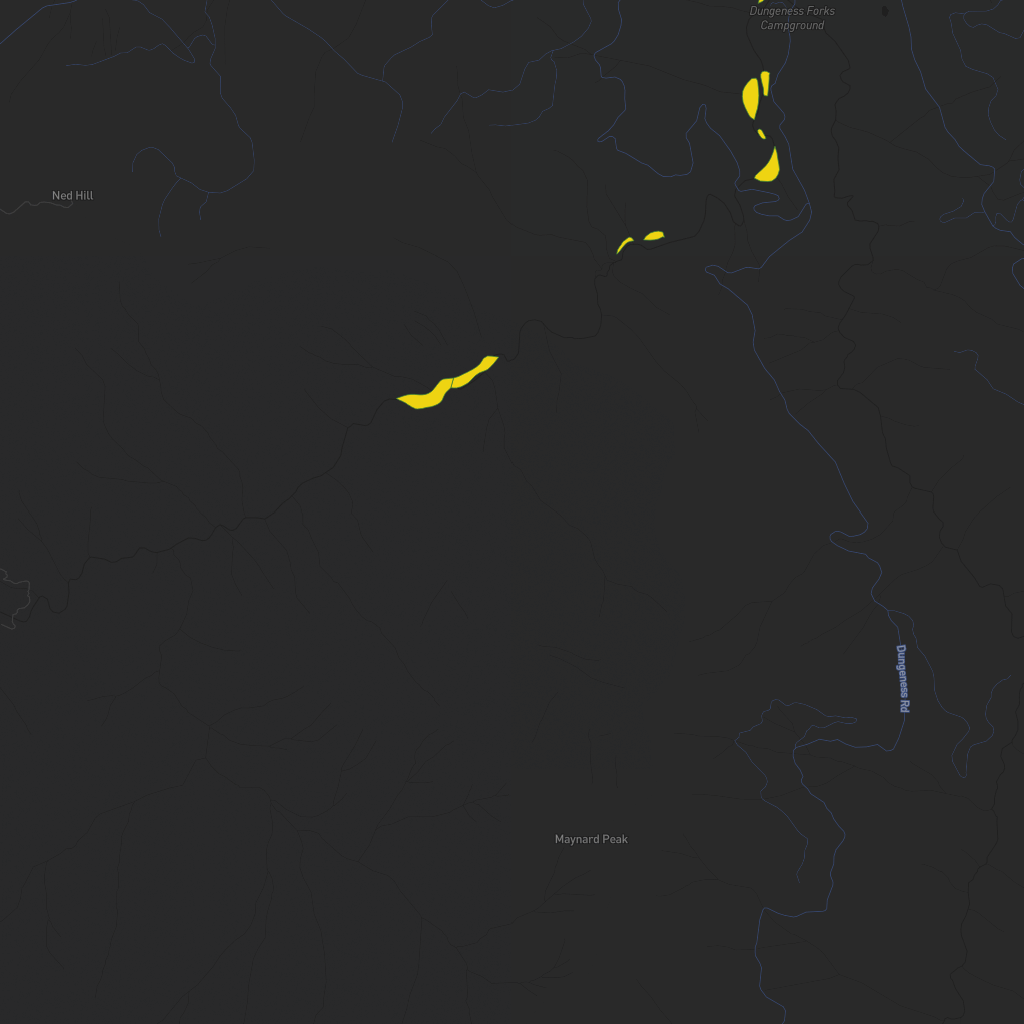 Dungeness Forks
Campground
Ned Hill
Dungeness Rd
Maynard Peak